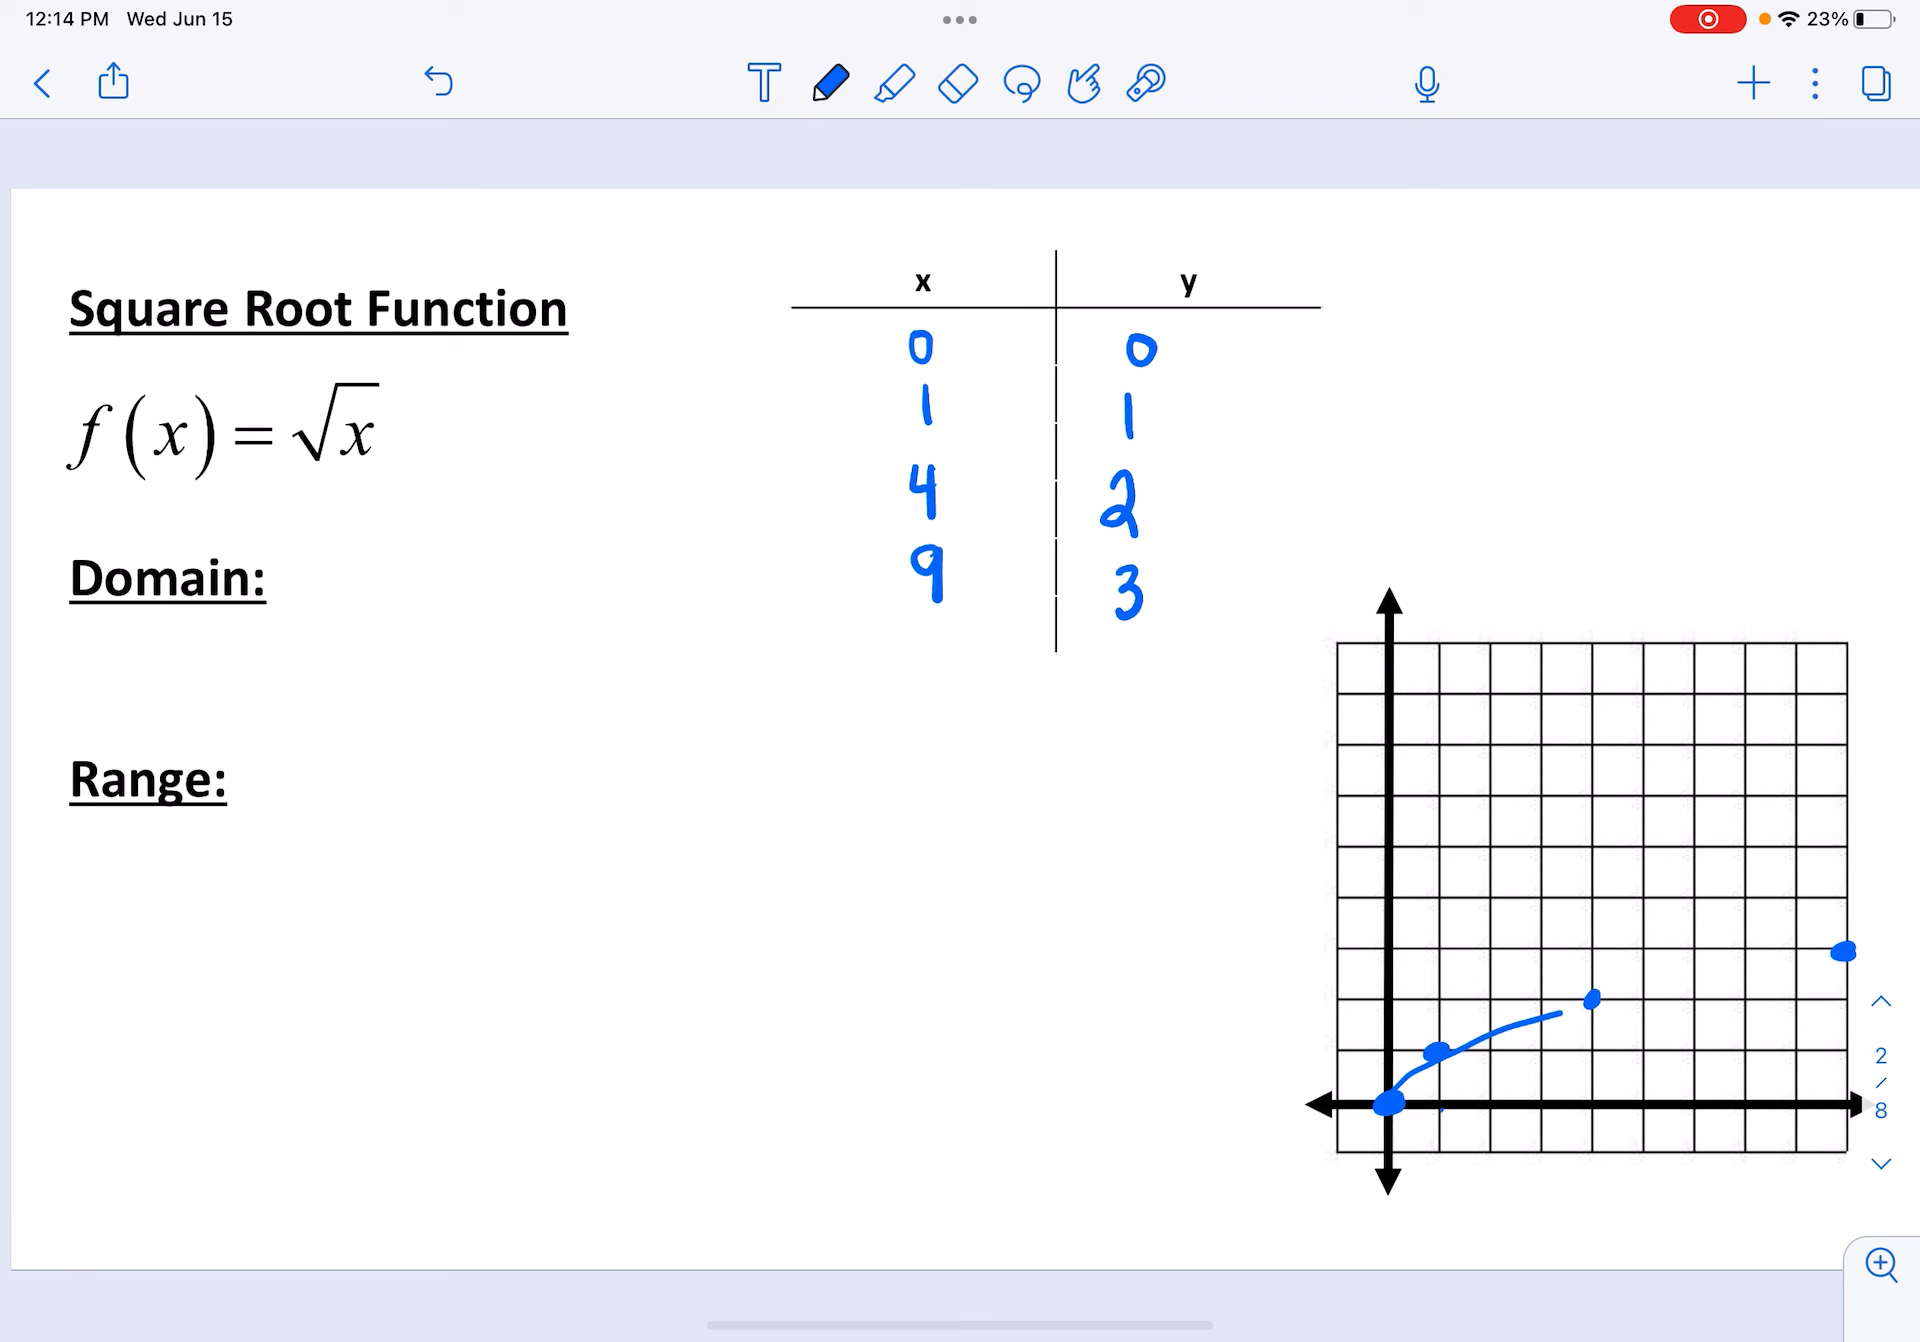 12:14 PM Wed Jun 15
23%
T
Square Root Function
f(x) = √x
Domain:
Range:
x y
0 0
1 1
4 2
9 3
2
/
8